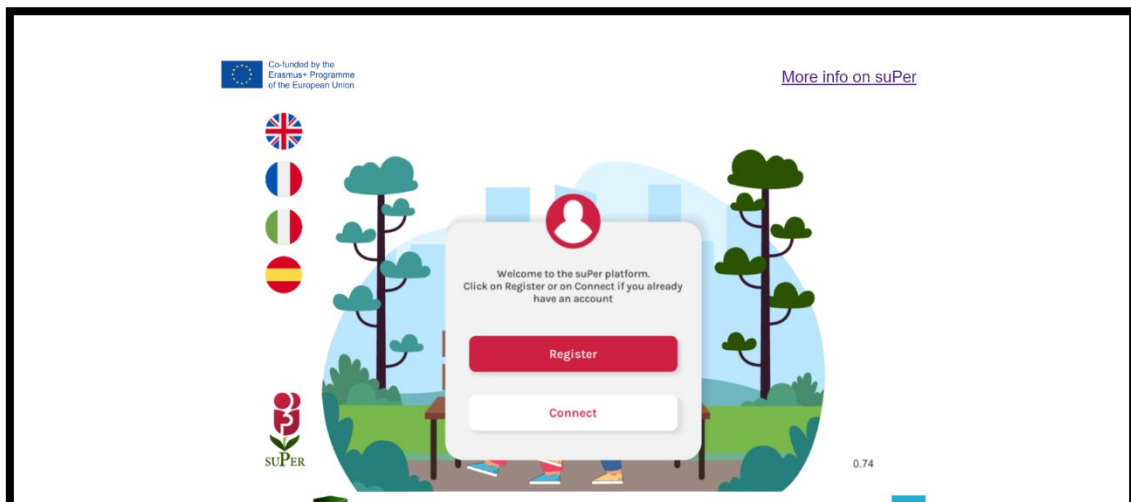 Co-funded by the
Erasmus+ Programme
of the European Union
More info on suPer
Welcome to the suPer platform.
Click on Register or on Connect if you already
have an account
Register
Connect
SUPER
0.74